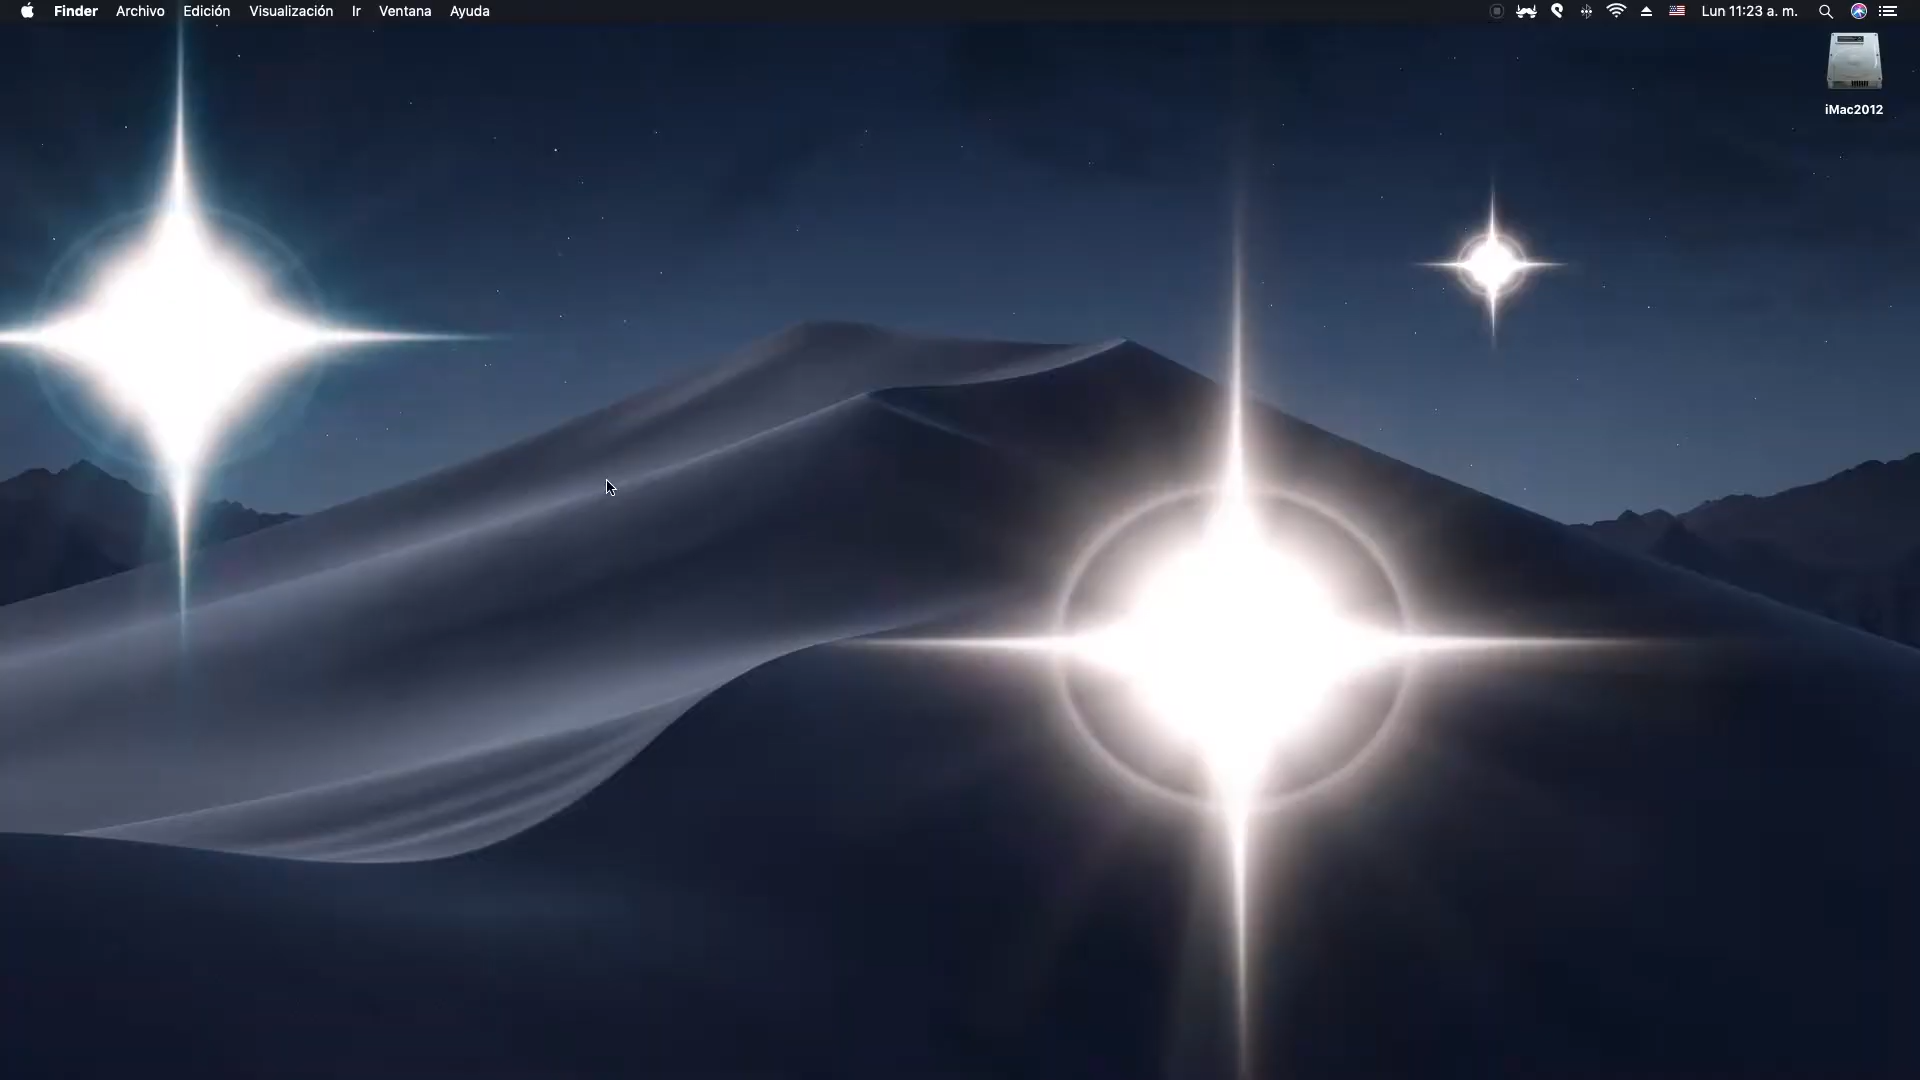 Finder Archivo Edición Visualización Ir Ventana Ayuda Lun 11:23 a. m.
iMac2012